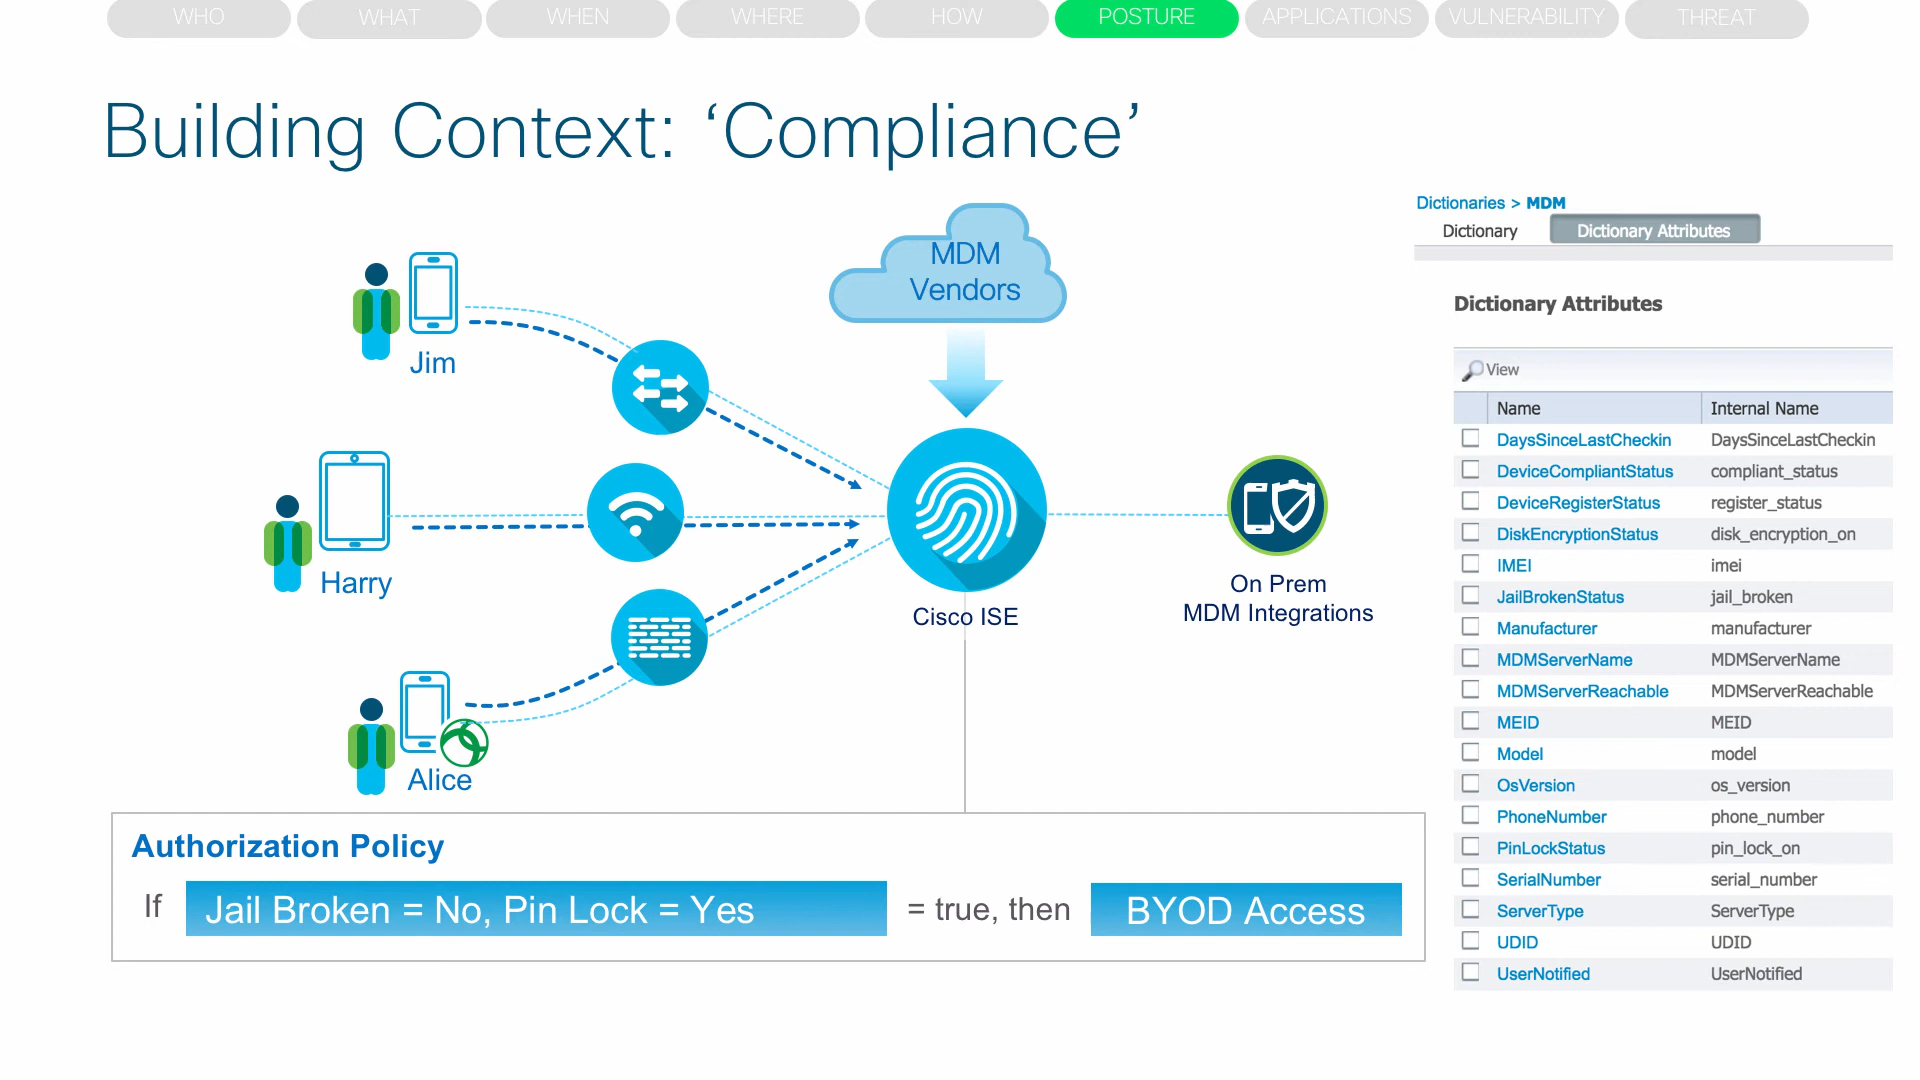 WHO
WHAT
WHEN
WHERE
HOW
POSTURE
APPLICATIONS
VULNERABILITY
THREAT
Building Context: ‘Compliance’
MDM
Vendors
Jim
Harry
Alice
Cisco ISE
On Prem
MDM Integrations
Authorization Policy
If Jail Broken = No, Pin Lock = Yes = true, then BYOD Access
Dictionaries > MDM
Dictionary Dictionary Attributes
Dictionary Attributes
View
Name Internal Name
DaysSinceLastCheckin DaysSinceLastCheckin
DeviceCompliantStatus compliant_status
DeviceRegisterStatus register_status
DiskEncryptionStatus disk_encryption_on
IMEI imei
JailBrokenStatus jail_broken
Manufacturer manufacturer
MDMServerName MDMServerName
MDMServerReachable MDMServerReachable
MEID MEID
Model model
OsVersion os_version
PhoneNumber phone_number
PinLockStatus pin_lock_on
SerialNumber serial_number
ServerType ServerType
UDID UDID
UserNotified UserNotified